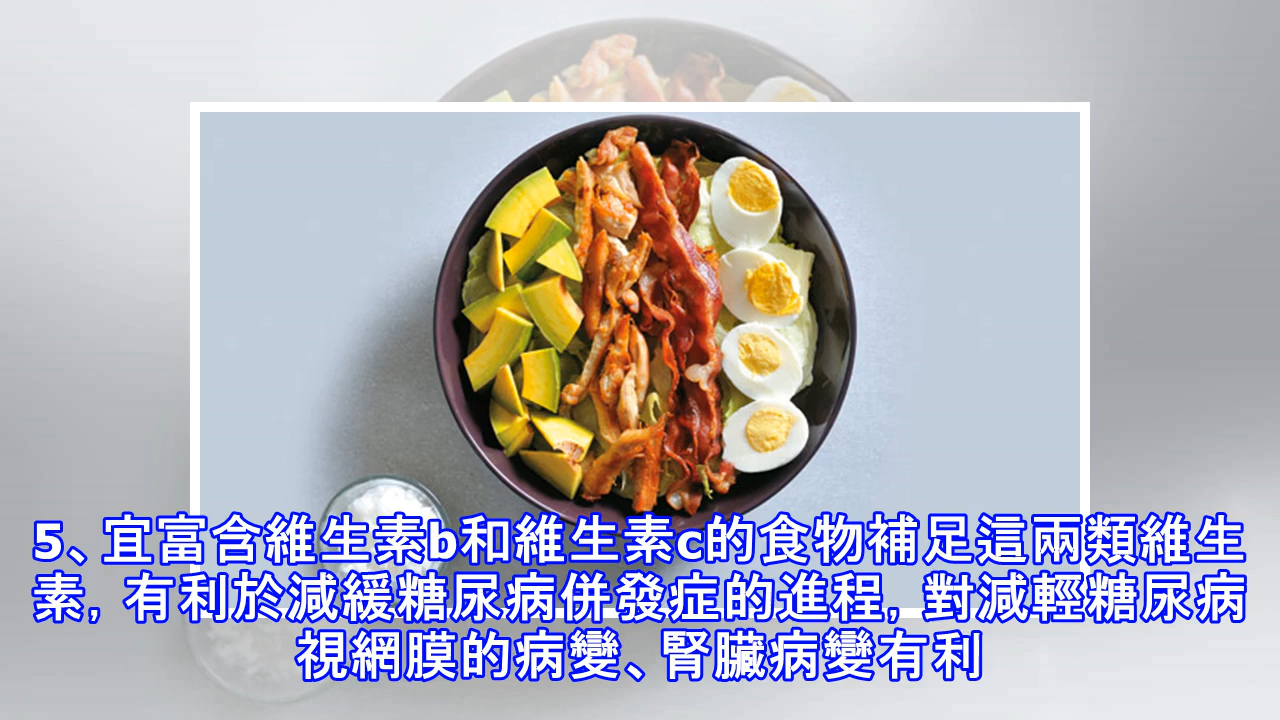 5、宜富含維生素b和維生素c的食物補足這兩類維生
素, 有利於減緩糖尿病併發症的進程, 對減輕糖尿病
視網膜的病變、腎臟病變有利